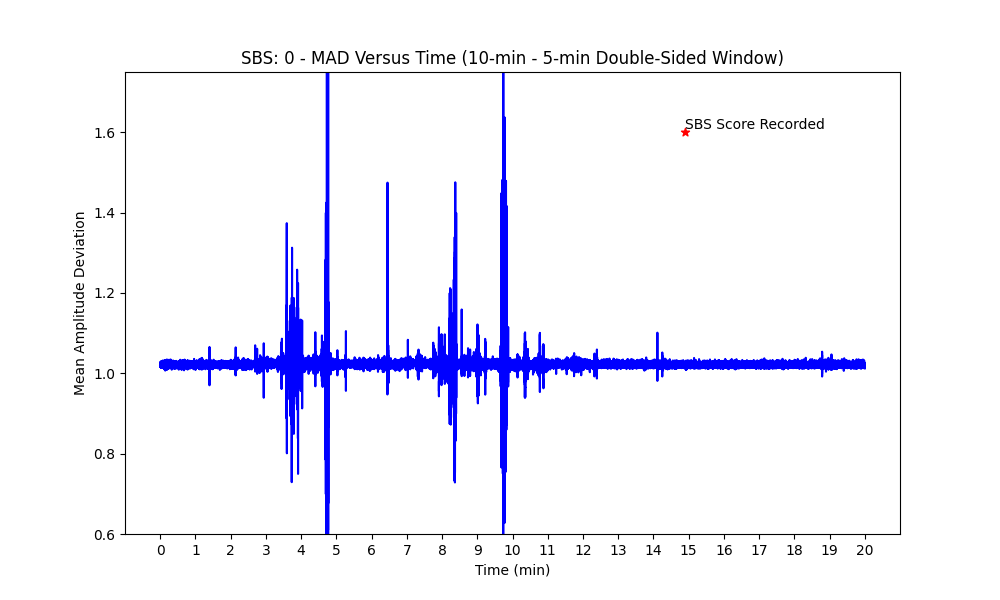 SBS: 0 - MAD Versus Time (10-min - 5-min Double-Sided Window)
SBS Score Recorded
Mean Amplitude Deviation
1.6
1.4
1.2
1.0
0.8
0.6
0 1 2 3 4 5 6 7 8 9 10 11 12 13 14 15 16 17 18 19 20
Time (min)